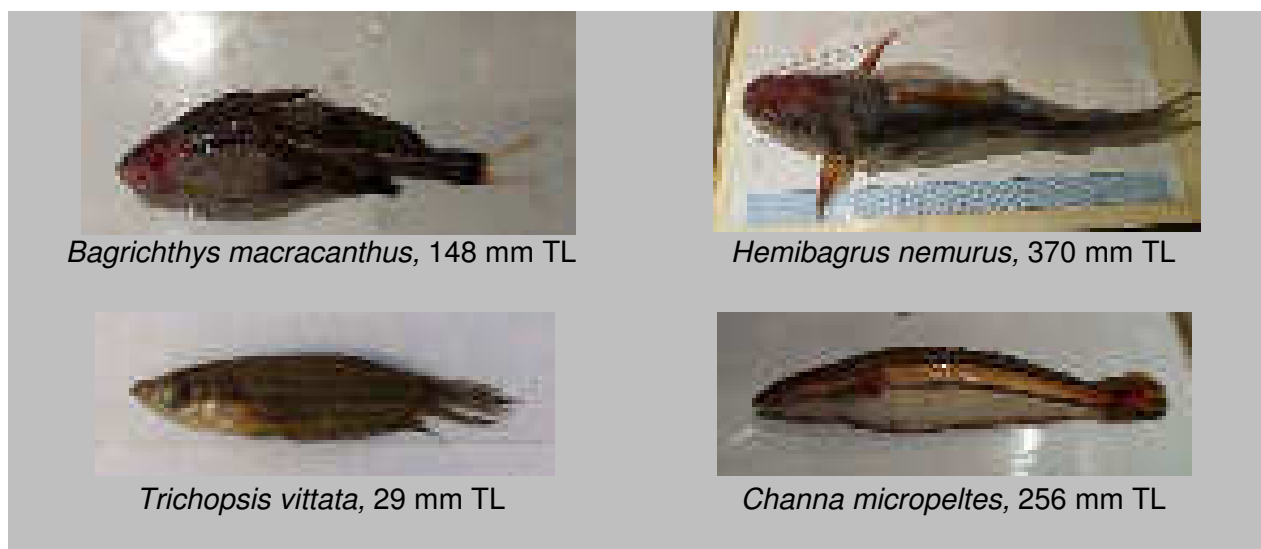 Bagrichthys macracanthus, 148 mm TL
Hemibagrus nemurus, 370 mm TL
Trichopsis vittata, 29 mm TL
Channa micropeltes, 256 mm TL